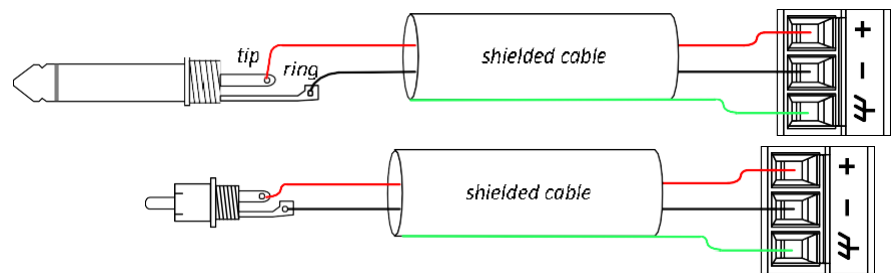 tip
ring
shielded cable
+
−
shielded cable
+
−